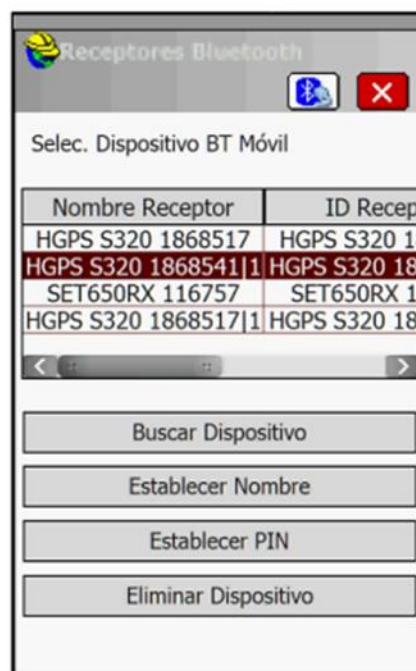 Receptores Bluetooth
Selec. Dispositivo BT Móvil
Nombre Receptor ID Recep
HGPS S320 1868517 HGPS S320 1
HGPS S320 1868541|1 HGPS S320 18
SET650RX 116757 SET650RX 1
HGPS S320 1868517|1 HGPS S320 18
Buscar Dispositivo
Establecer Nombre
Establecer PIN
Eliminar Dispositivo